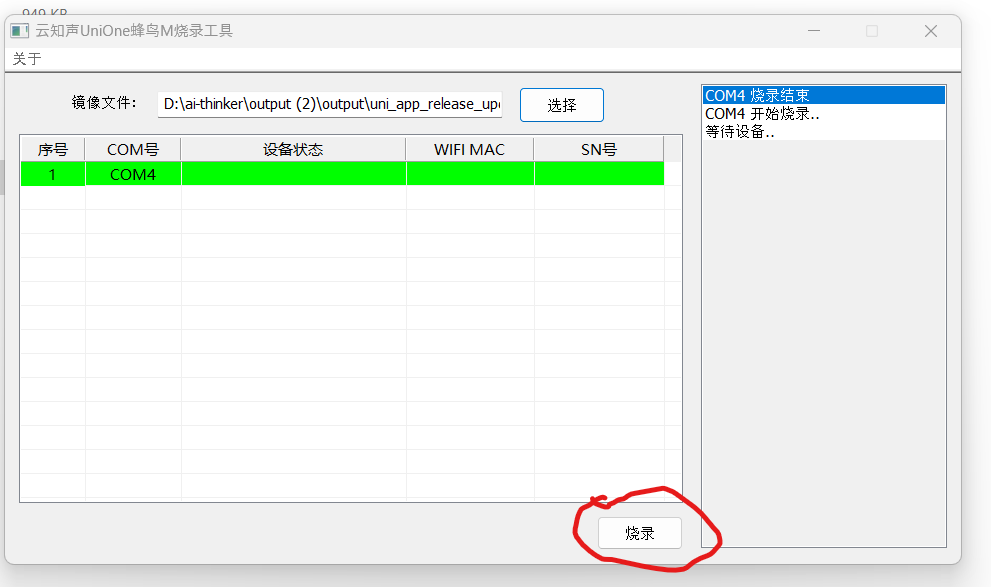 949 KB
云知声UniOne蜂鸟M烧录工具
关于
镜像文件： D:\ai-thinker\output (2)\output\uni_app_release_up 选择
序号 COM号 设备状态 WIFI MAC SN号
1 COM4
COM4 烧录结束
COM4 开始烧录..
等待设备..
烧录